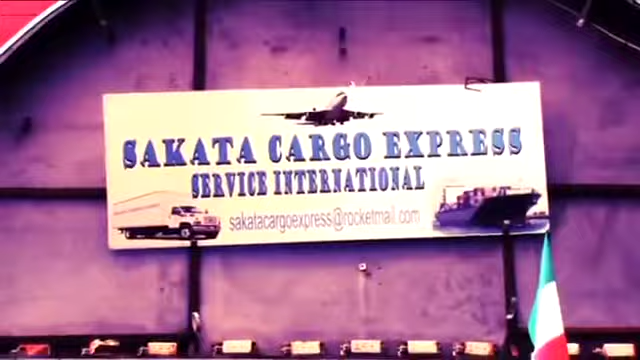 SAKATA CARGO EXPRESS
SERVICE INTERNATIONAL
sakatacargoexpress@rocketmail.com